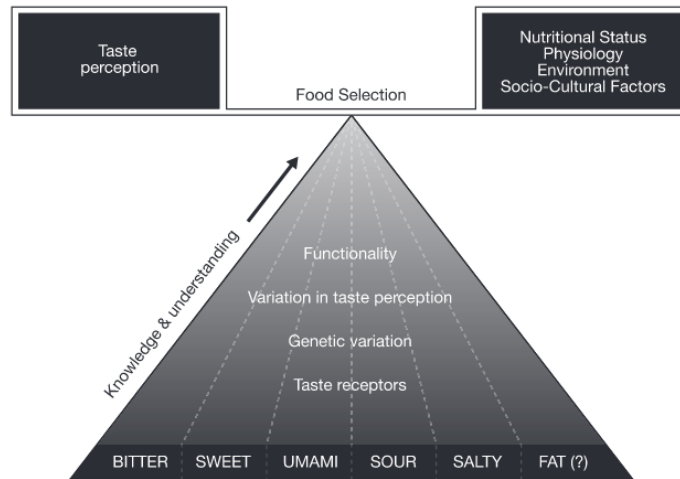 Taste
perception
Nutritional Status
Physiology
Environment
Socio-Cultural Factors
Food Selection
Knowledge & understanding
Functionality
Variation in taste perception
Genetic variation
Taste receptors
BITTER SWEET UMAMI SOUR SALTY FAT (?)